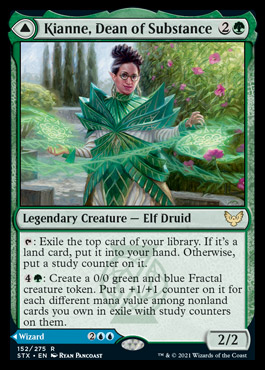 Kianne, Dean of Substance 2
Legendary Creature — Elf Druid
: Exile the top card of your library. If it's a
land card, put it into your hand. Otherwise,
put a study counter on it.
4 : Create a 0/0 green and blue Fractal
creature token. Put a +1/+1 counter on it for
each different mana value among nonland
cards you own in exile with study counters
on them.
Wizard 2
2/2
152/275 R
STX • EN Ryan Pancoast
™ & © 2021 Wizards of the Coast